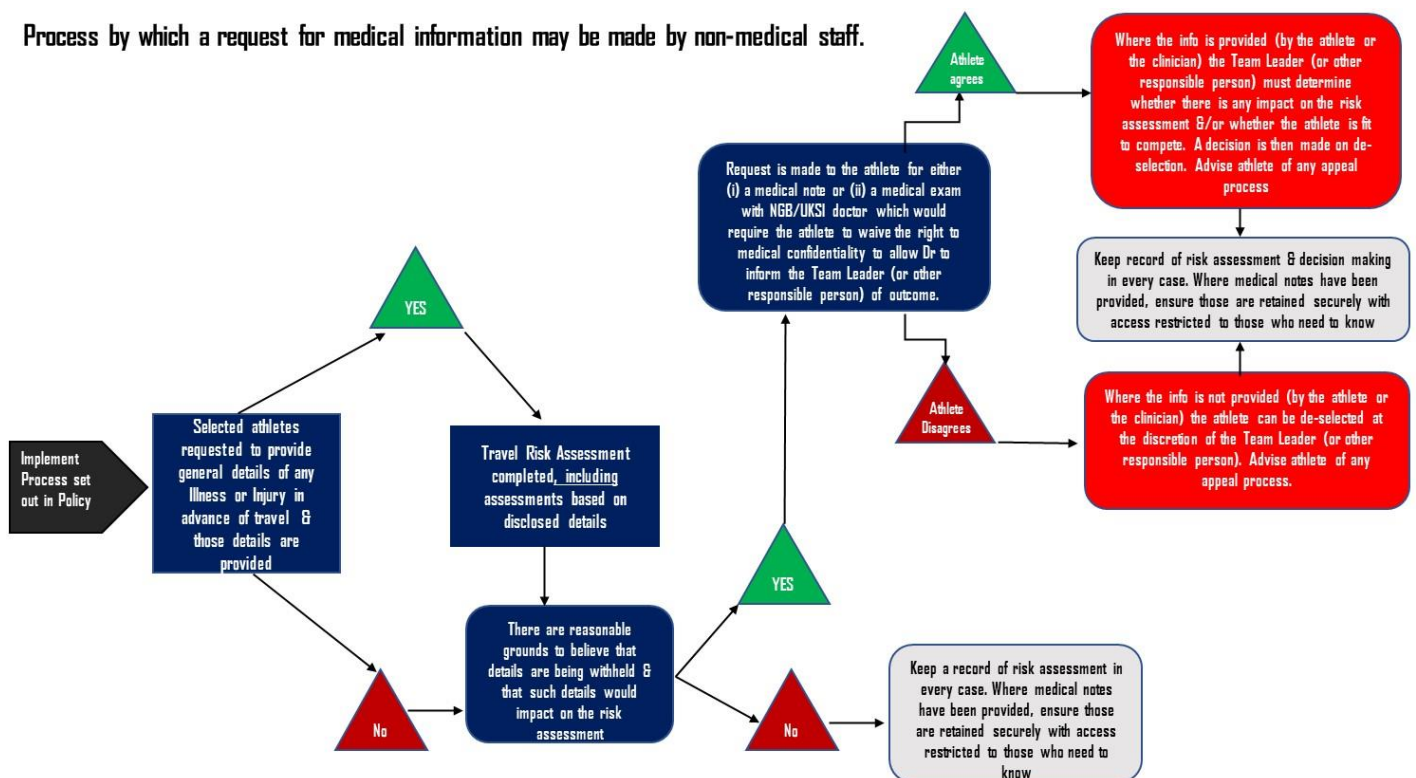 Process by which a request for medical information may be made by non-medical staff.
Implement
Process set
out in Policy
Selected athletes
requested to provide
general details of any
Illness or Injury in
advance of travel &
those details are
provided
YES
No
Travel Risk Assessment
completed, including
assessments based on
disclosed details
There are reasonable
grounds to believe that
details are being withheld &
that such details would
impact on the risk
assessment
YES
No
Keep a record of risk assessment in
every case. Where medical notes
have been provided, ensure those
are retained securely with access
restricted to those who need to
know
Request is made to the athlete for either
(i) a medical note or (ii) a medical exam
with NGB/UKSI doctor which would
require the athlete to waive the right to
medical confidentiality to allow Dr to
inform the Team Leader (or other
responsible person) of outcome.
Athlete
agrees
Where the info is provided (by the athlete or
the clinician) the Team Leader (or other
responsible person) must determine
whether there is any impact on the risk
assessment &/or whether the athlete is fit
to compete. A decision is then made on de-
selection. Advise athlete of any appeal
process
Keep record of risk assessment & decision making
in every case. Where medical notes have been
provided, ensure those are retained securely with
access restricted to those who need to know
Athlete
Disagrees
Where the info is not provided (by the athlete or
the clinician) the athlete can be de-selected at
the discretion of the Team Leader (or other
responsible person). Advise athlete of any
appeal process.